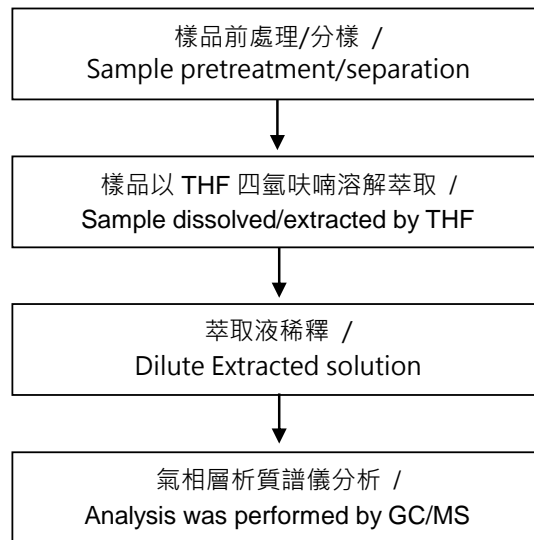 樣品前處理/分樣 /
Sample pretreatment/separation
樣品以 THF 四氫呋喃溶解萃取 /
Sample dissolved/extracted by THF
萃取液稀釋 /
Dilute Extracted solution
氣相層析質譜儀分析 /
Analysis was performed by GC/MS